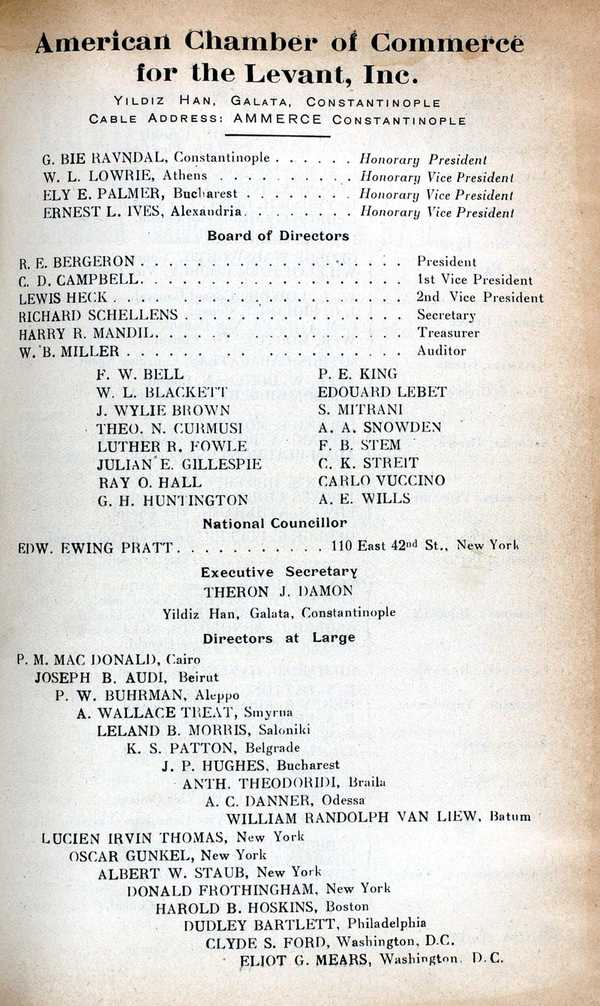 American Chamber of Commerce
for the Levant, Inc.
YILDIZ HAN, GALATA, CONSTANTINOPLE
CABLE ADDRESS: AMMERCE CONSTANTINOPLE
G. BIE RAVNDAL, Constantinople . . . . . . Honorary President
W. L. LOWRIE, Athens . . . . . . . . . . Honorary Vice President
ELY E. PALMER, Bucharest . . . . . . . . Honorary Vice President
ERNEST L. IVES, Alexandria. . . . . . . . Honorary Vice President
Board of Directors
R. E. BERGERON . . . . . . . . . . . . . . . . . . . President
C. D. CAMPBELL. . . . . . . . . . . . . . . . . . . 1st Vice President
LEWIS HECK . . . . . . . . . . . . . . . . . . . . . 2nd Vice President
RICHARD SCHELLENS . . . . . . . . . . . . . . . . Secretary
HARRY R. MANDIL. . . . . . . . . . . . . . . . . . Treasurer
W. B. MILLER . . . . . . . . . . . . . . . . . . . . Auditor
F. W. BELL P. E. KING
W. L. BLACKETT EDOUARD LEBET
J. WYLIE BROWN S. MITRANI
THEO. N. CURMUSI A. A. SNOWDEN
LUTHER R. FOWLE F. B. STEM
JULIAN E. GILLESPIE C. K. STREIT
RAY O. HALL CARLO VUCCINO
G. H. HUNTINGTON A. E. WILLS
National Councillor
EDW. EWING PRATT. . . . . . . . . . . 110 East 42nd St., New York
Executive Secretary
THERON J. DAMON
Yildiz Han, Galata, Constantinople
Directors at Large
P. M. MAC DONALD, Cairo
JOSEPH B. AUDI, Beirut
P. W. BUHRMAN, Aleppo
A. WALLACE TREAT, Smyrna
LELAND B. MORRIS, Saloniki
K. S. PATTON, Belgrade
J. P. HUGHES, Bucharest
ANTH. THEODORIDI, Braila
A. C. DANNER, Odessa
WILLIAM RANDOLPH VAN LIEW, Batum
LUCIEN IRVIN THOMAS, New York
OSCAR GUNKEL, New York
ALBERT W. STAUB, New York
DONALD FROTHINGHAM, New York
HAROLD B. HOSKINS, Boston
DUDLEY BARTLETT, Philadelphia
CLYDE S. FORD, Washington, D.C.
ELIOT G. MEARS, Washington, D. C.